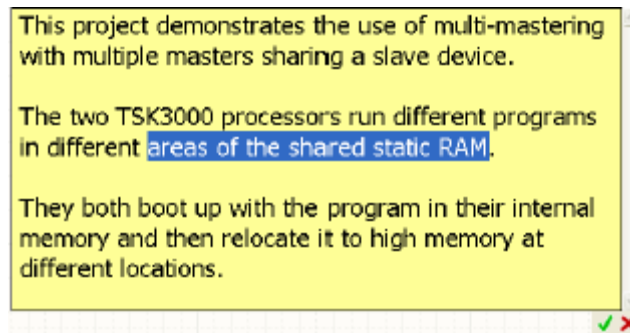 This project demonstrates the use of multi-mastering
with multiple masters sharing a slave device.
The two TSK3000 processors run different programs
in different areas of the shared static RAM.
They both boot up with the program in their internal
memory and then relocate it to high memory at
different locations.